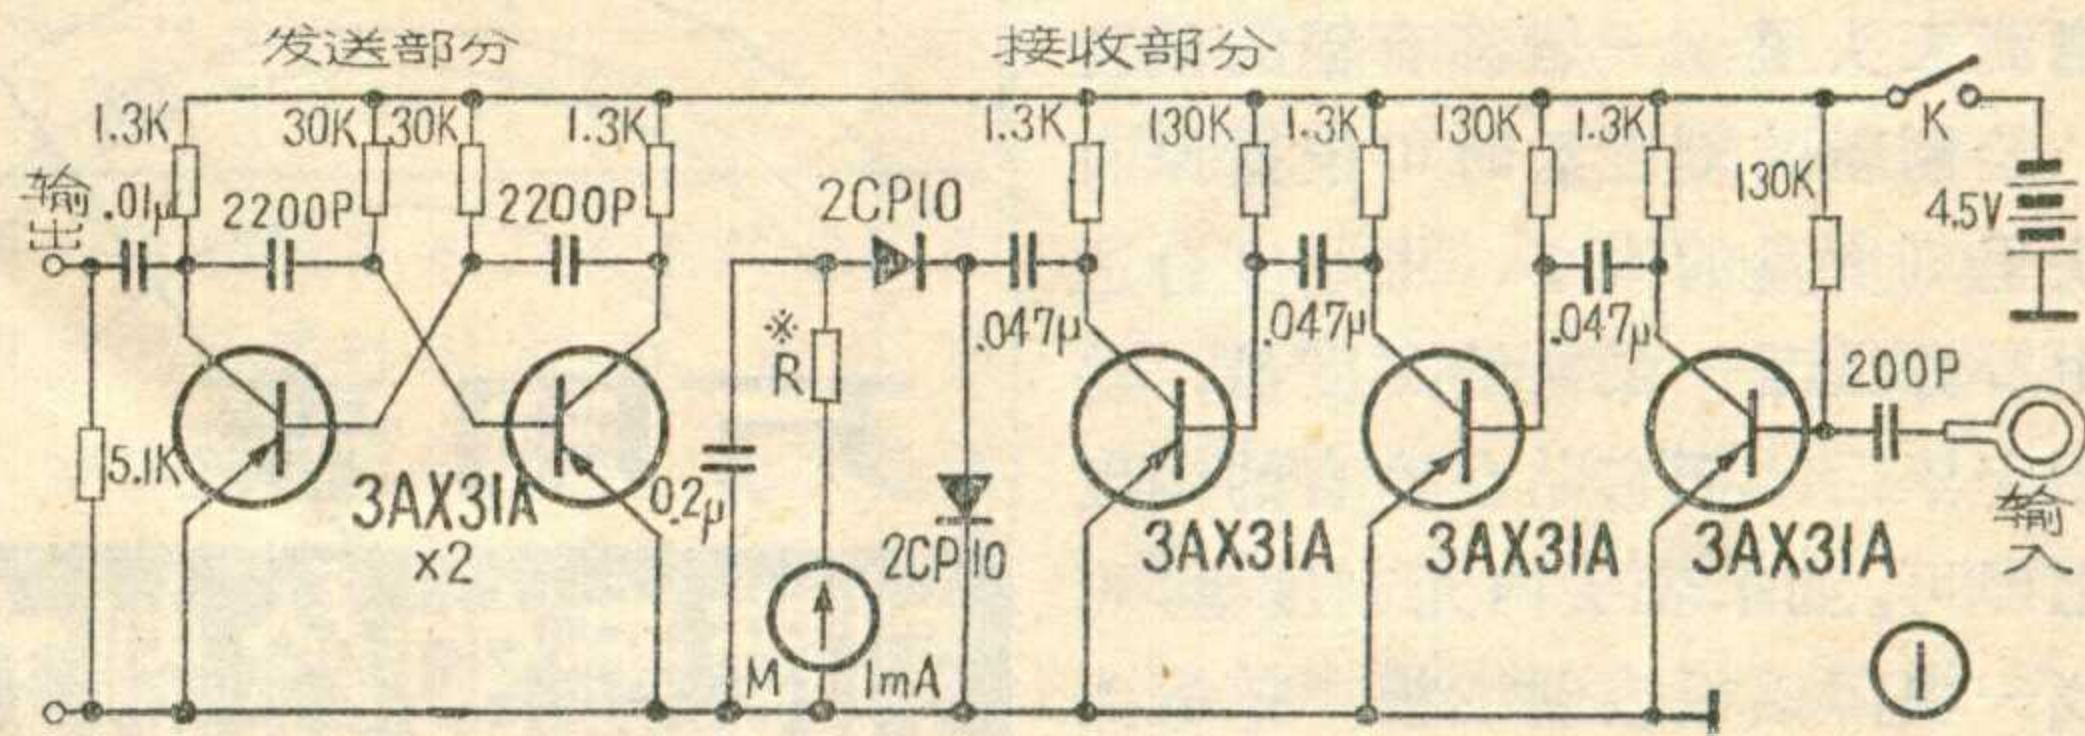 发送部分
接收部分
1.3K
30K
30K
1.3K
1.3K
130K
1.3K
130K
1.3K
K
输出
.01μ
2200P
2200P
2CP10
130K
4.5V
.047μ
.047μ
.047μ
※
R
200P
5.1K
3AX31A
x2
0.2μ
2CP10
3AX31A
3AX31A
3AX31A
输入
M
1mA
1